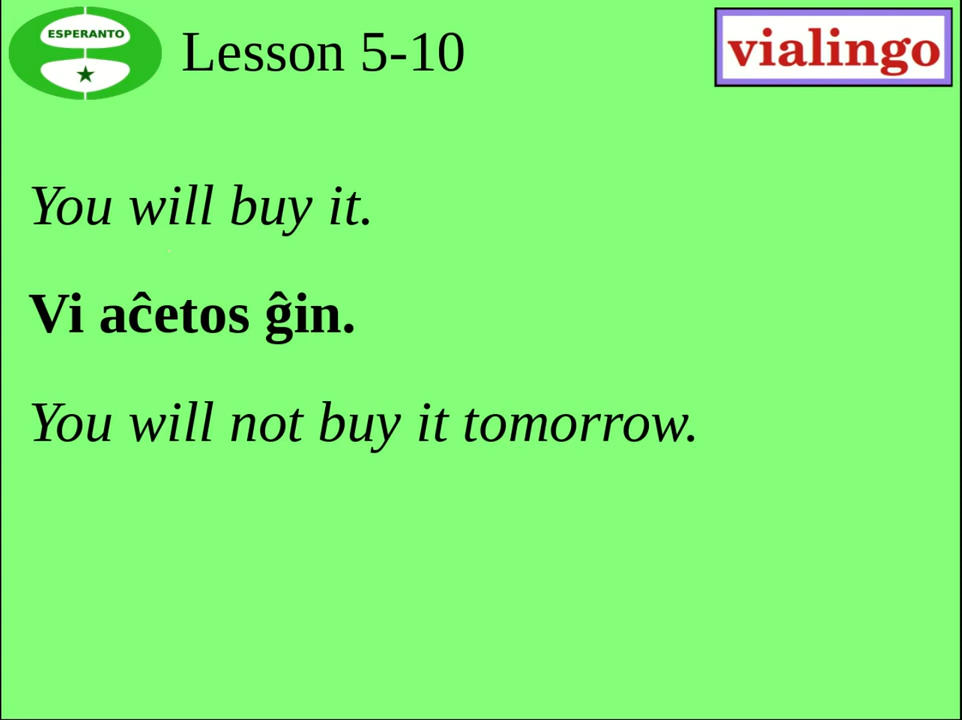 ESPERANTO
Lesson 5-10
vialingo
You will buy it.
Vi aĉetos ĝin.
You will not buy it tomorrow.